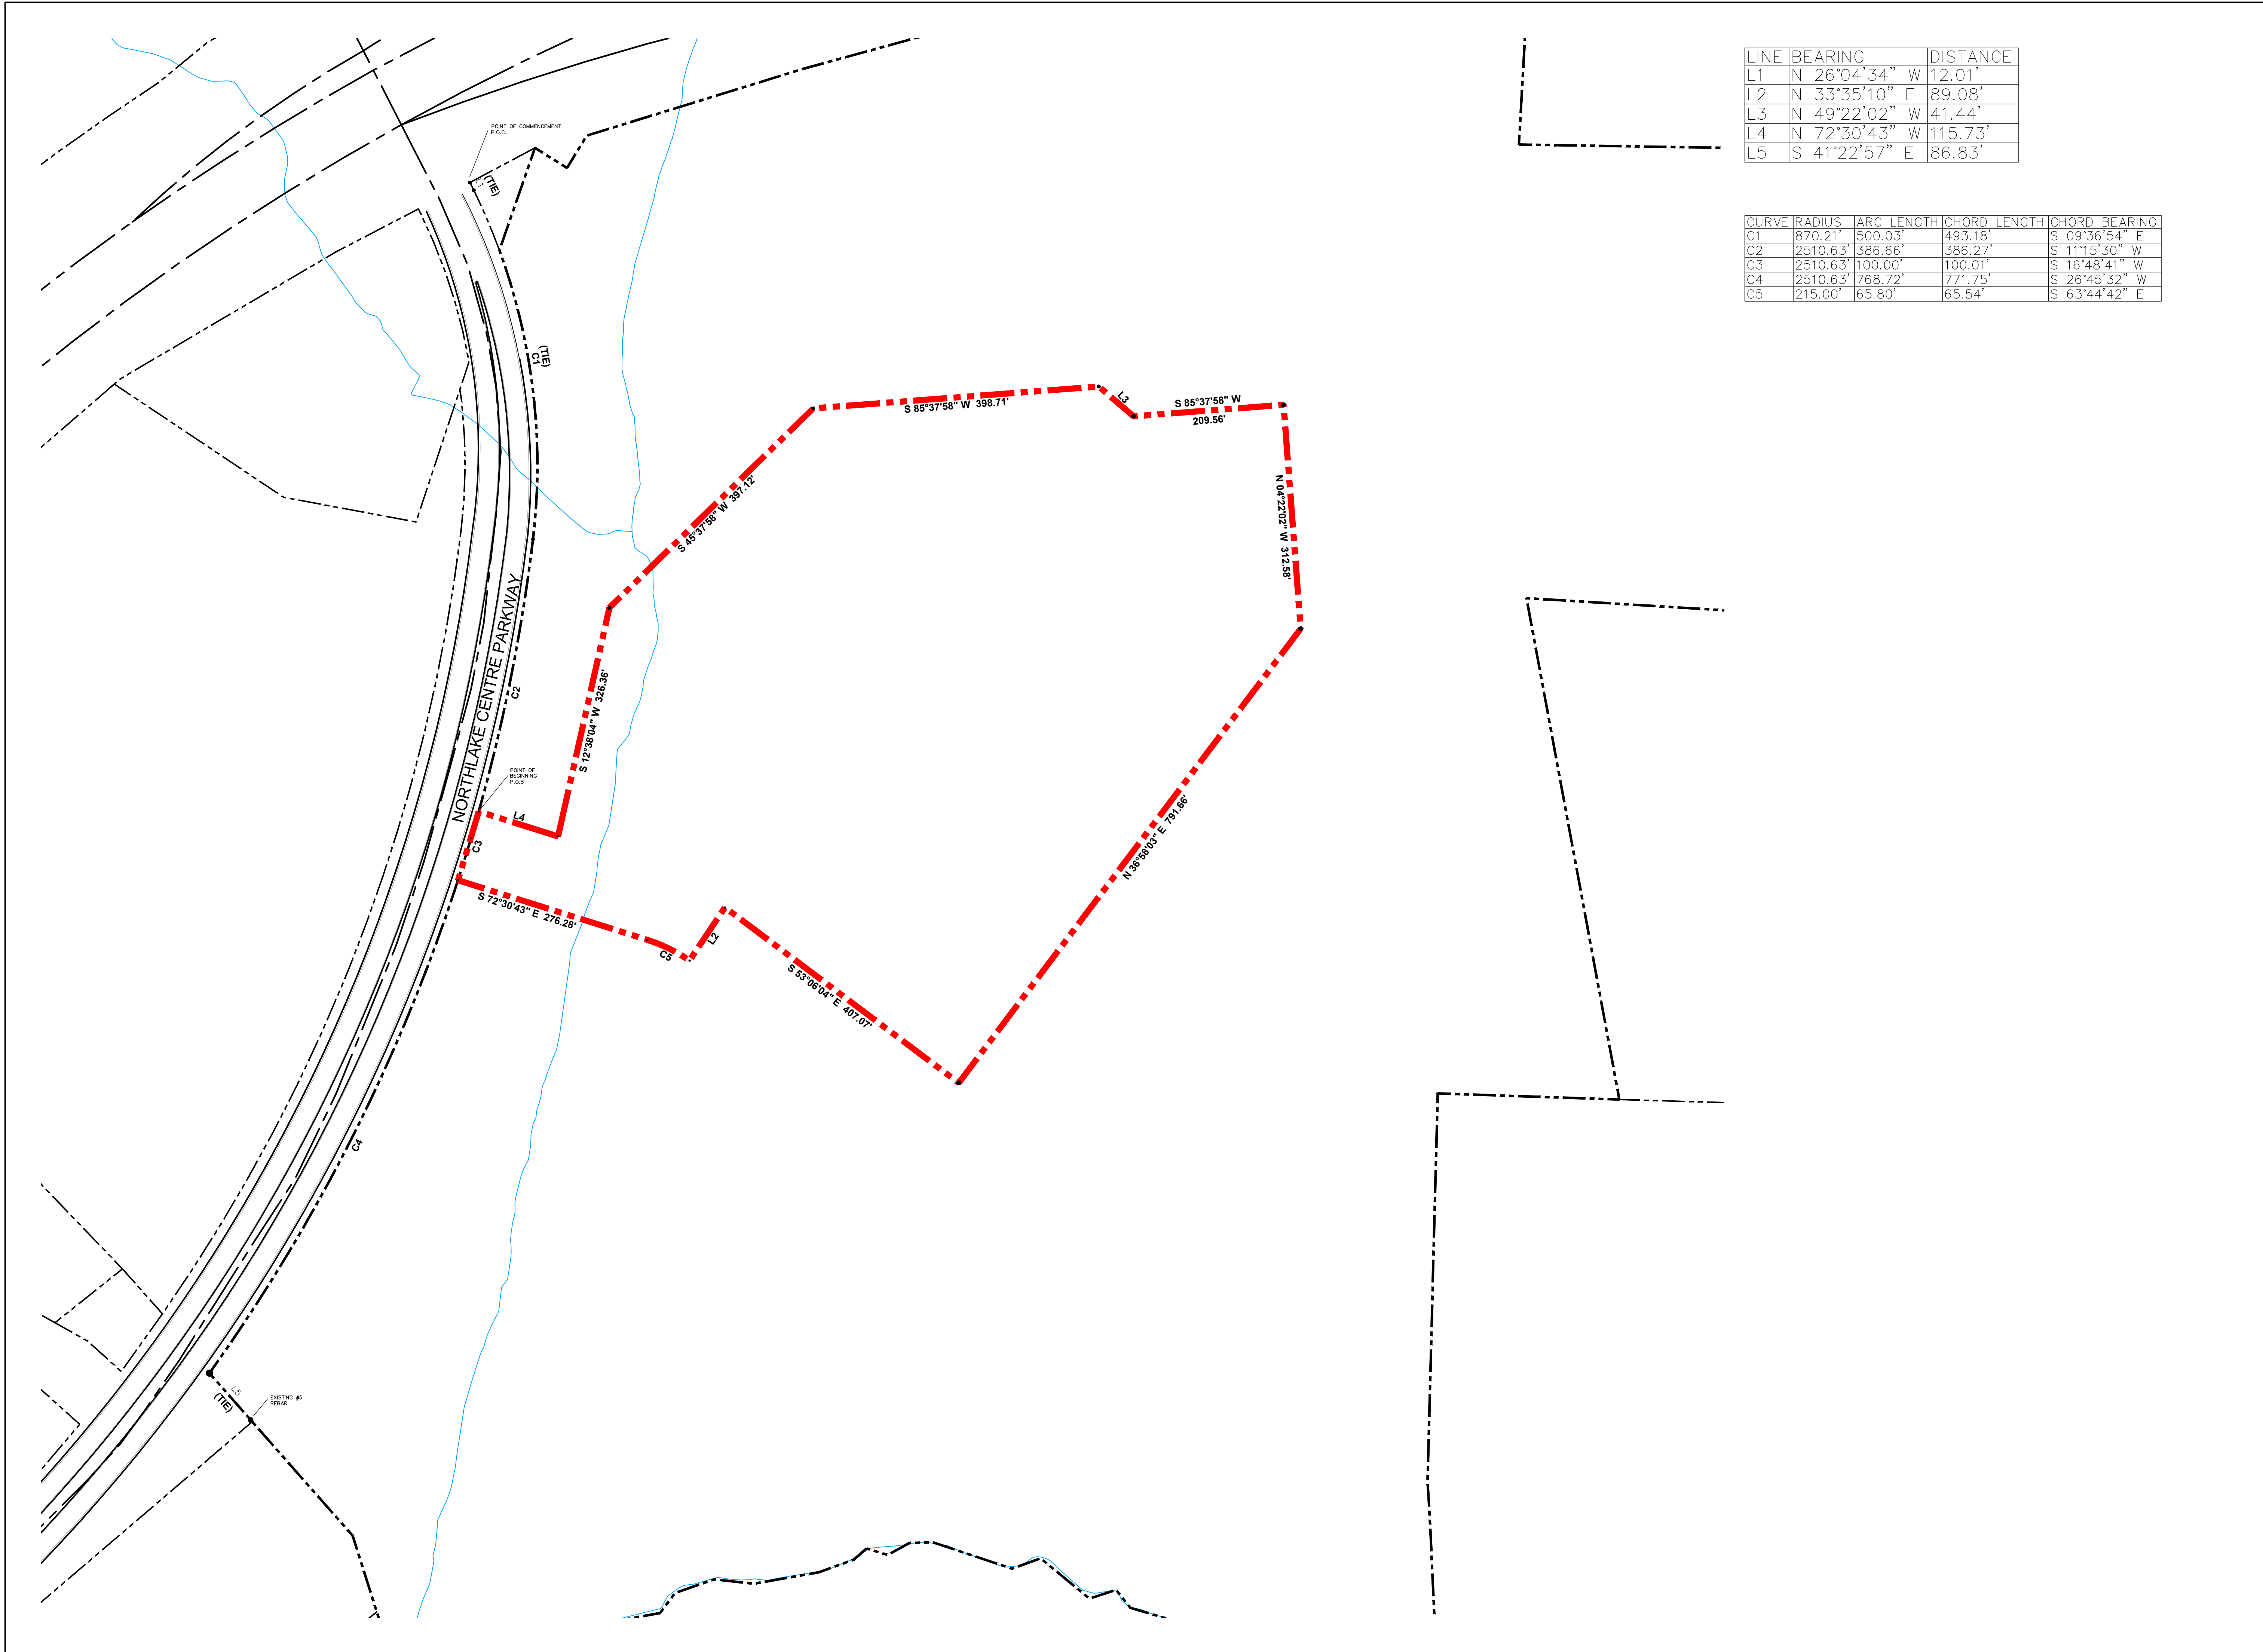 LINE BEARING DISTANCE
L1 N 26°04'34" W 12.01'
L2 N 33°35'10" E 89.08'
L3 N 49°22'02" W 41.44'
L4 N 72°30'43" W 115.73'
L5 S 41°22'57" E 86.83'
CURVE RADIUS ARC LENGTH CHORD LENGTH CHORD BEARING
C1 870.21' 500.03' 493.18' S 09°36'54" E
C2 2510.63' 386.66' 386.27' S 11°15'30" W
C3 2510.63' 100.00' 100.01' S 16°48'41" W
C4 2510.63' 768.72' 771.75' S 26°45'32" W
C5 215.00' 65.80' 65.54' S 63°44'42" E
POINT OF COMMENCEMENT
P.O.C.
L1
(TIE)
(TIE)
C1
S 85°37'58" W 398.71'
L3
S 85°37'58" W
209.56'
S 45°37'58" W 397.12'
N 04°22'02" W 312.58'
NORTHLAKE CENTRE PARKWAY
C2
S 12°38'04" W 326.36'
POINT OF
BEGINNING
P.O.B
L4
C3
S 72°30'43" E 276.28'
C5
L2
S 53°06'04" E 407.07'
N 36°58'03" E 791.66'
C4
L5
(TIE)
EXISTING #5
REBAR